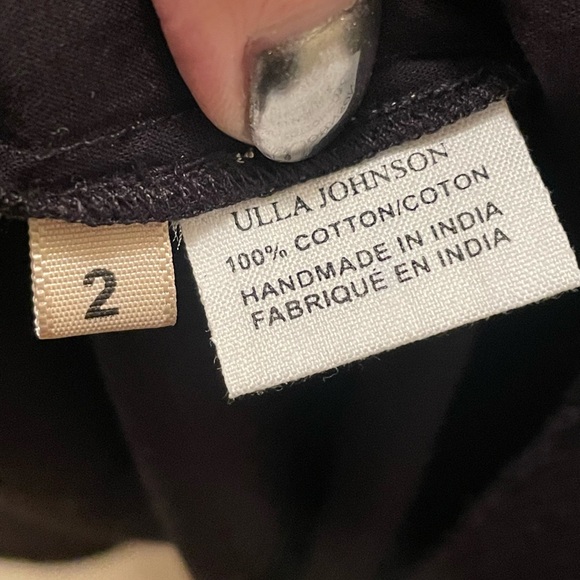 2
ULLA JOHNSON
100% COTTON/COTON
HANDMADE IN INDIA
FABRIQUÉ EN INDIA